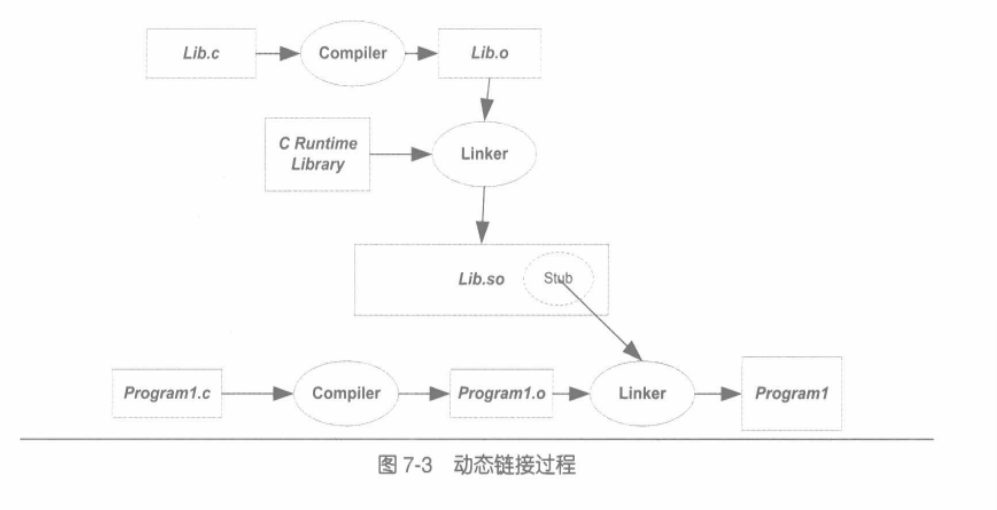 Lib.c
Compiler
Lib.o
C Runtime
Library
Linker
Lib.so
Stub
Program1.c
Compiler
Program1.o
Linker
Program1
图 7-3 动态链接过程